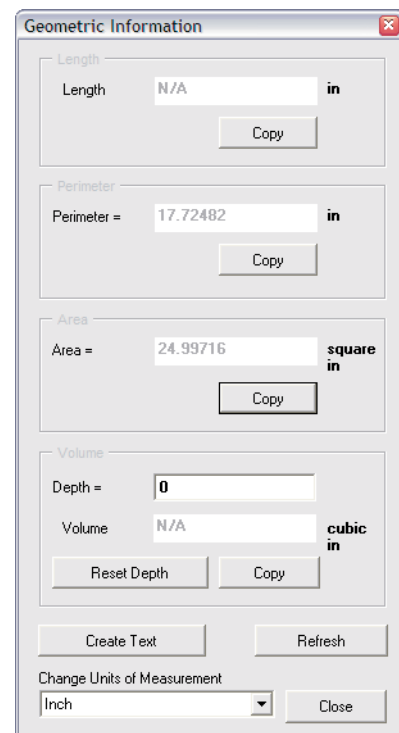 Geometric Information
Length
Length N/A in
Copy
Perimeter
Perimeter = 17.72482 in
Copy
Area
Area = 24.99716 square
in
Copy
Volume
Depth = 0
Volume N/A cubic
in
Reset Depth Copy
Create Text Refresh
Change Units of Measurement
Inch Close